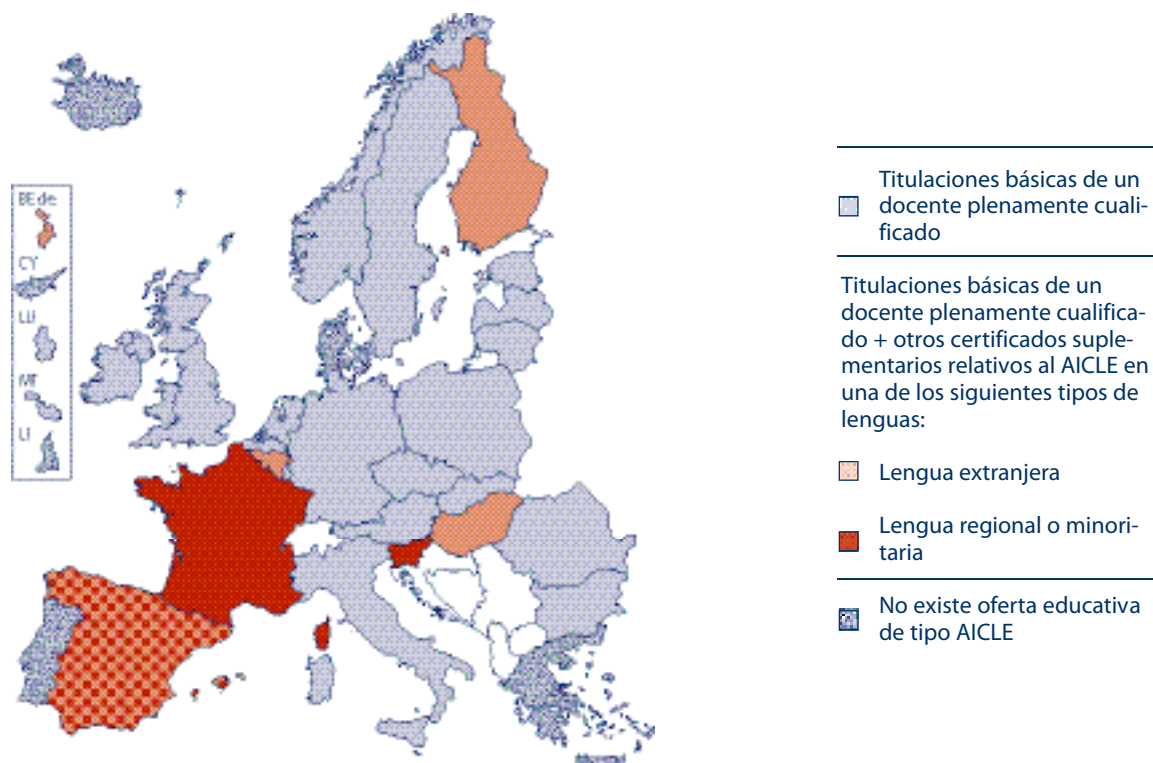 BE de
CY
LU
MT
LI
Titulaciones básicas de un
docente plenamente cuali-
ficado
Titulaciones básicas de un
docente plenamente cualifica-
do + otros certificados suple-
mentarios relativos al AICLE en
una de los siguientes tipos de
lenguas:
Lengua extranjera
Lengua regional o minori-
taria
No existe oferta educativa
de tipo AICLE